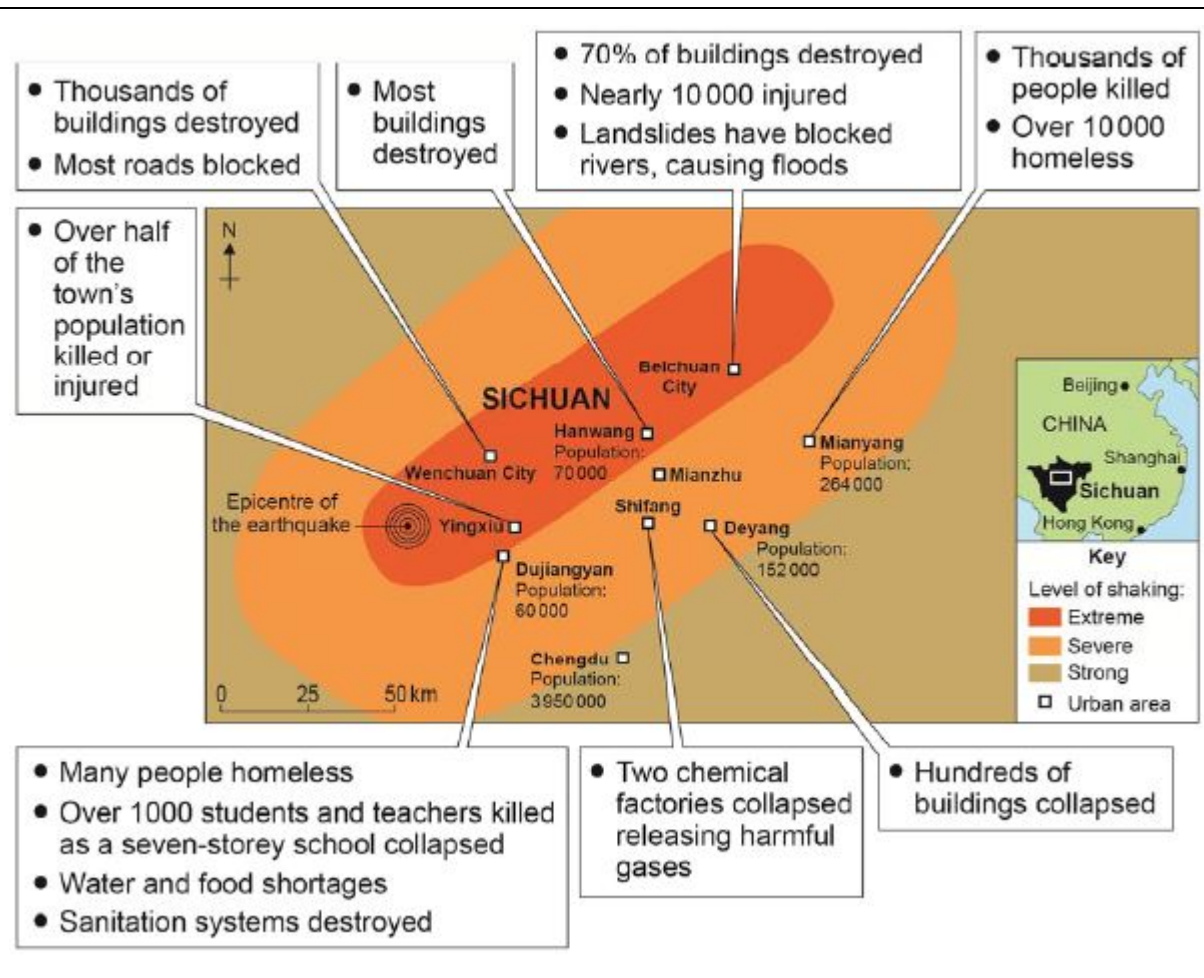 • Thousands of
buildings destroyed
• Most roads blocked
• Most
buildings
destroyed
• 70% of buildings destroyed
• Nearly 10 000 injured
• Landslides have blocked
rivers, causing floods
• Thousands of
people killed
• Over 10 000
homeless
• Over half
of the
town's
population
killed or
injured
N
SICHUAN
Beichuan
City
Hanwang
Population:
70 000
Wenchuan City
Mianyang
Population:
264 000
Mianzhu
Shifang
Epicentre of
the earthquake
Yingxiu
Deyang
Population:
152 000
Dujiangyan
Population:
60 000
Chengdu
Population:
3 950 000
0 25 50 km
Beijing
CHINA
Shanghai
Sichuan
Hong Kong
Key
Level of shaking:
Extreme
Severe
Strong
Urban area
• Many people homeless
• Over 1000 students and teachers killed
as a seven-storey school collapsed
• Water and food shortages
• Sanitation systems destroyed
• Two chemical
factories collapsed
releasing harmful
gases
• Hundreds of
buildings collapsed